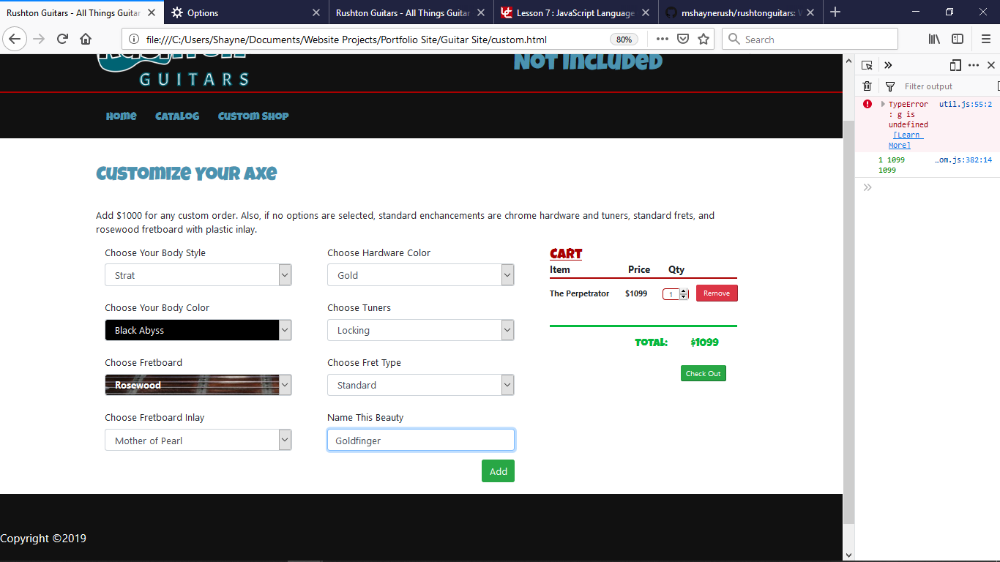 Rushton Guitars - All Things Guitar
Options
Rushton Guitars - All Things Guitar
Lesson 7 : JavaScript Language
mshaynerush/rushtonguitars: W
file:///C:/Users/Shayne/Documents/Website Projects/Portfolio Site/Guitar Site/custom.html
80%
Search
Rushton
GUITARS
Not Included
Home
Catalog
Custom Shop
Customize Your Axe
Add $1000 for any custom order. Also, if no options are selected, standard enchancements are chrome hardware and tuners, standard frets, and
rosewood fretboard with plastic inlay.
Choose Your Body Style
Strat
Choose Your Body Color
Black Abyss
Choose Fretboard
Rosewood
Choose Fretboard Inlay
Mother of Pearl
Choose Hardware Color
Gold
Choose Tuners
Locking
Choose Fret Type
Standard
Name This Beauty
Goldfinger
Add
CART
Item Price Qty
The Perpetrator $1099 1 Remove
Total: $1099
Check Out
Copyright ©2019
Filter output
TypeError util.js:55:2
: g is
undefined
[Learn
More]
1 1099 …om.js:382:14
1099